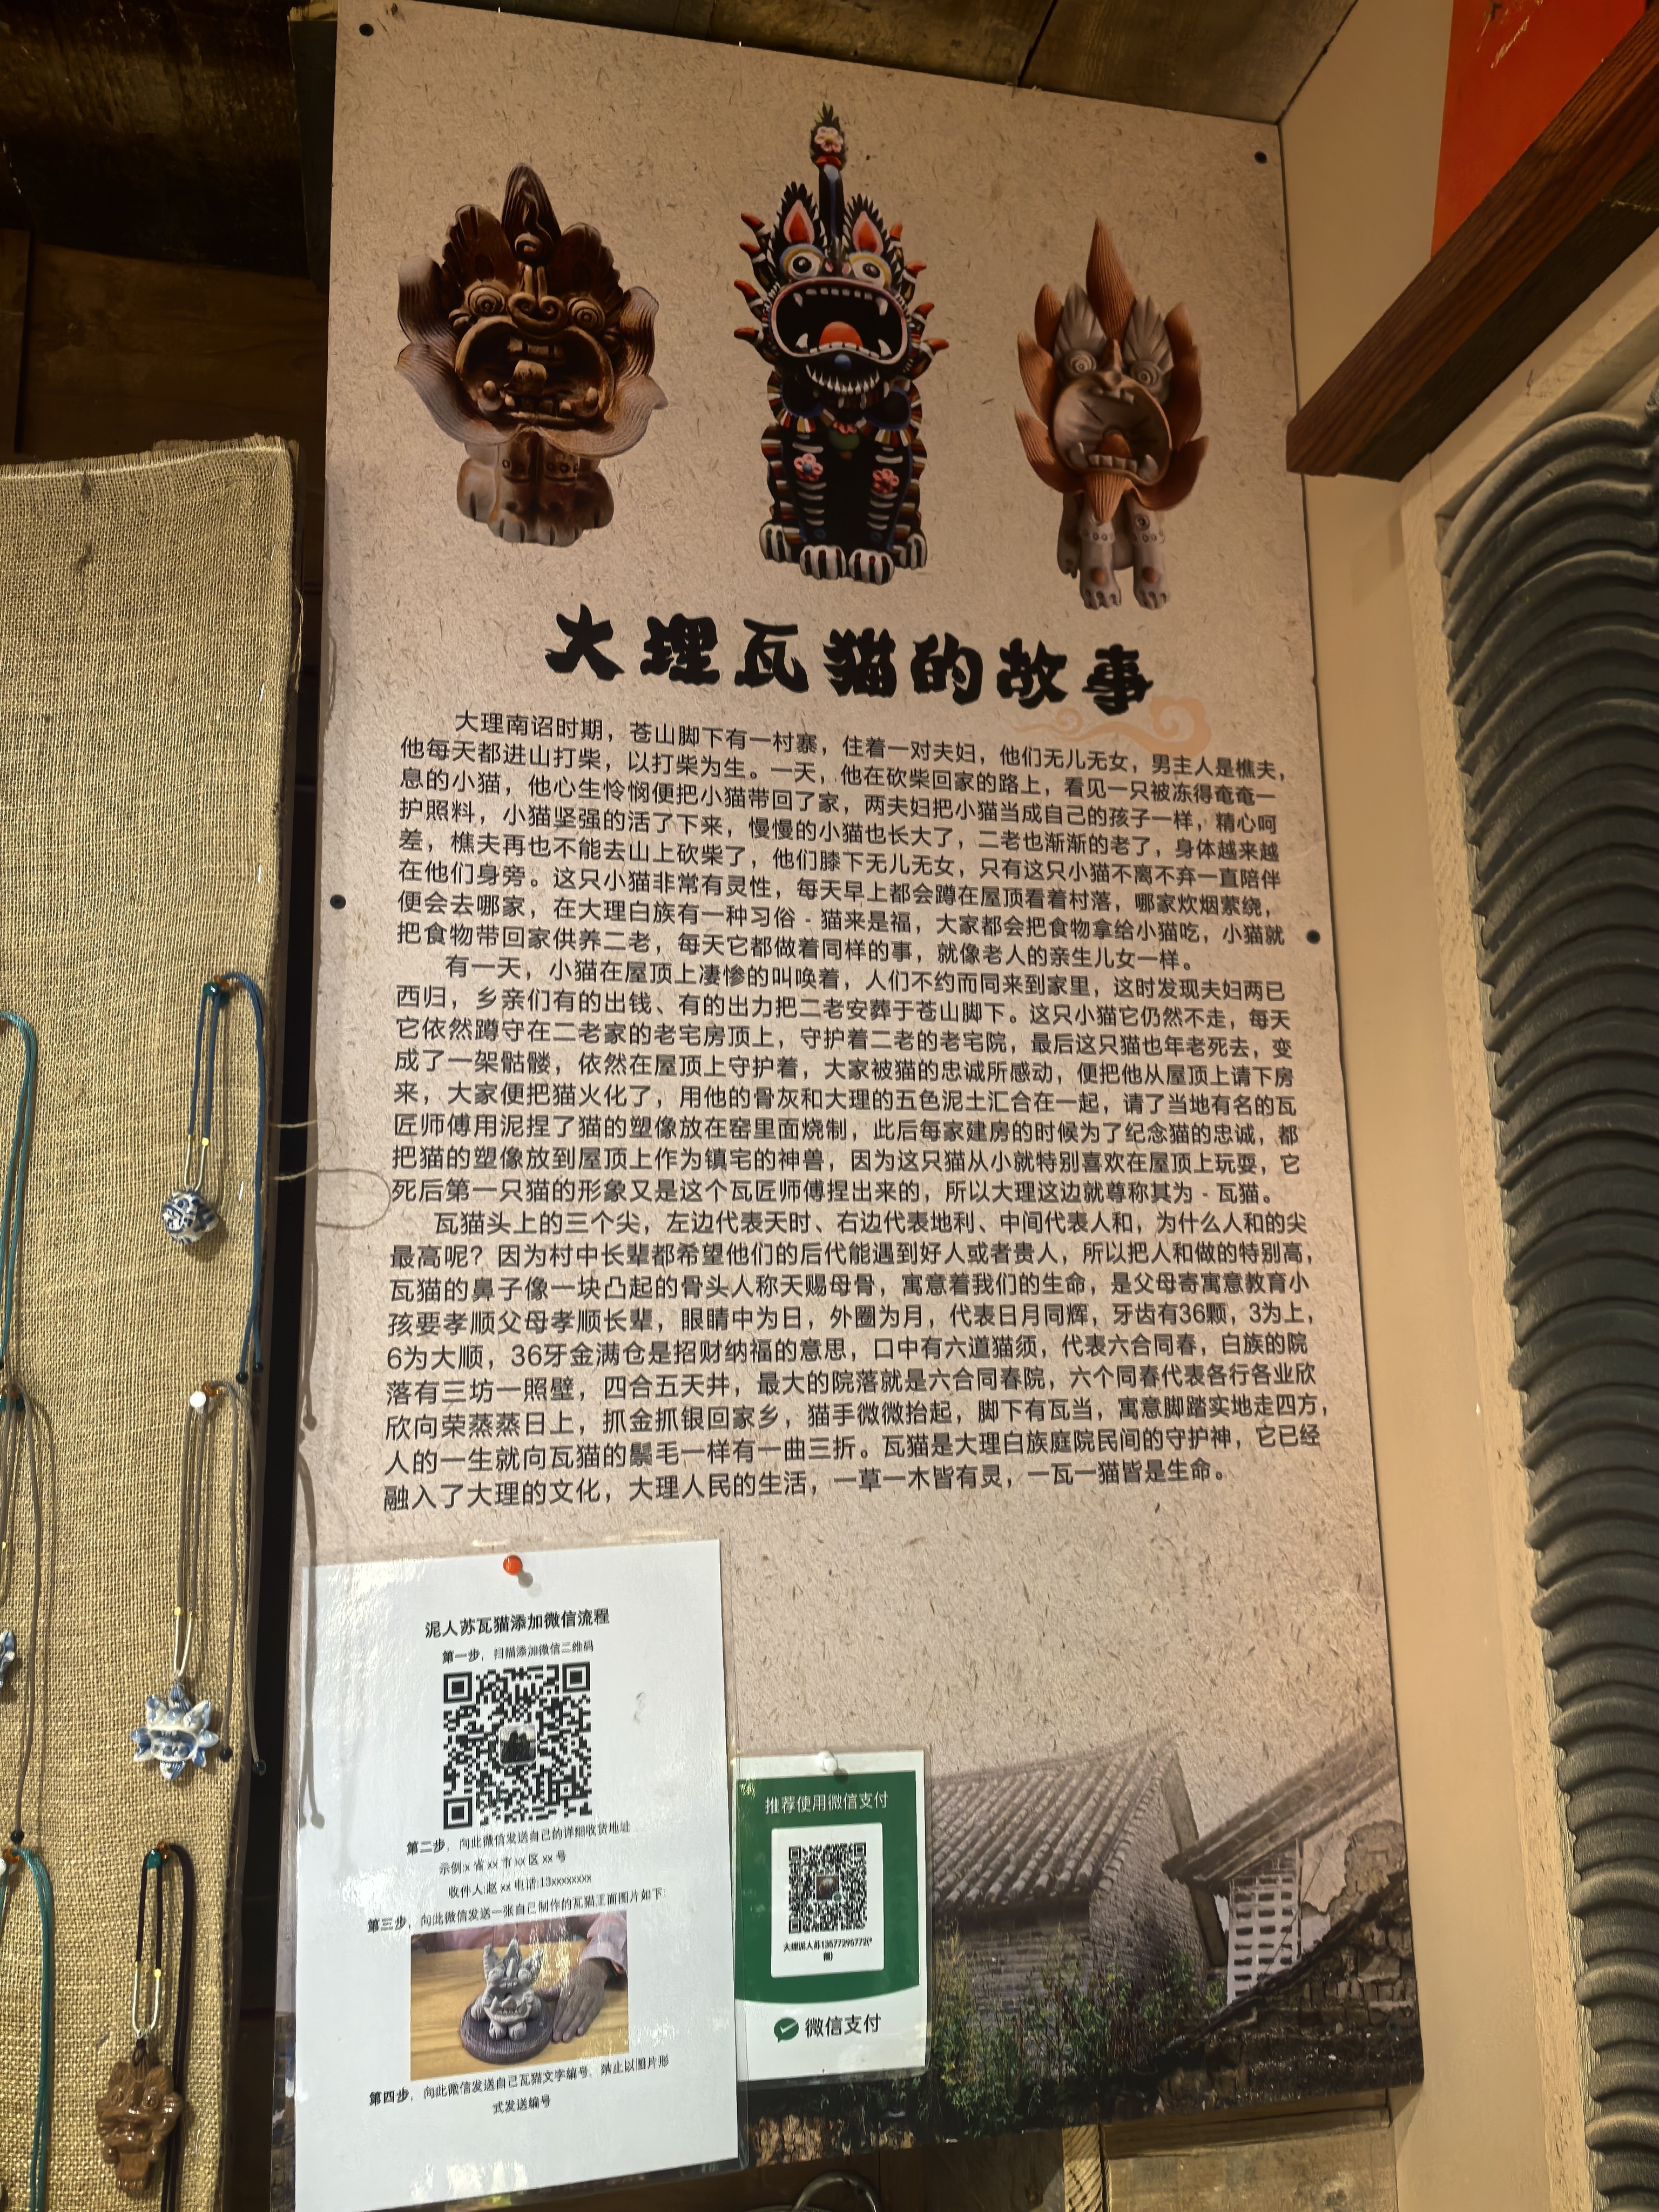 大理瓦猫的故事
大理南诏时期，苍山脚下有一村寨，住着一对夫妇，他们无儿无女，男主人是樵夫，
他每天都进山打柴，以打柴为生。一天，他在砍柴回家的路上，看见一只被冻得奄奄一
息的小猫，他心生怜悯便把小猫带回了家，两夫妇把小猫当成自己的孩子一样，精心呵
护照料，小猫坚强的活了下来，慢慢的小猫也长大了，二老也渐渐的老了，身体越来越
差，樵夫再也不能去山上砍柴了，他们膝下无儿无女，只有这只小猫不离不弃一直陪伴
在他们身旁。这只小猫非常有灵性，每天早上都会蹲在屋顶看着村落，哪家炊烟萦绕，
便会去哪家，在大理白族有一种习俗 - 猫来是福，大家都会把食物拿给小猫吃，小猫就
把食物带回家供养二老，每天它都做着同样的事，就像老人的亲生儿女一样。
有一天，小猫在屋顶上凄惨的叫唤着，人们不约而同来到家里，这时发现夫妇两已
西归，乡亲们有的出钱、有的出力把二老安葬于苍山脚下。这只小猫它仍然不走，每天
它依然蹲守在二老家的老宅房顶上，守护着二老的老宅院，最后这只猫也年老死去，变
成了一架骷髅，依然在屋顶上守护着，大家被猫的忠诚所感动，便把他从屋顶上请下房
来，大家便把猫火化了，用他的骨灰和大理的五色泥土汇合在一起，请了当地有名的瓦
匠师傅用泥捏了猫的塑像放在窑里面烧制，此后每家建房的时候为了纪念猫的忠诚，都
把猫的塑像放到屋顶上作为镇宅的神兽，因为这只猫从小就特别喜欢在屋顶上玩耍，它
死后第一只猫的形象又是这个瓦匠师傅捏出来的，所以大理这边就尊称其为 - 瓦猫。
瓦猫头上的三个尖，左边代表天时、右边代表地利、中间代表人和，为什么人和的尖
最高呢？因为村中长辈都希望他们的后代能遇到好人或者贵人，所以把人和做的特别高，
瓦猫的鼻子像一块凸起的骨头人称天赐母骨，寓意着我们的生命，是父母寄寓意教育小
孩要孝顺父母孝顺长辈，眼睛中为日，外圈为月，代表日月同辉，牙齿有36颗，3为上，
6为大顺，36牙金满仓是招财纳福的意思，口中有六道猫须，代表六合同春，白族的院
落有三坊一照壁，四合五天井，最大的院落就是六合同春院，六个同春代表各行各业欣
欣向荣蒸蒸日上，抓金抓银回家乡，猫手微微抬起，脚下有瓦当，寓意脚踏实地走四方，
人的一生就向瓦猫的鬃毛一样有一曲三折。瓦猫是大理白族庭院民间的守护神，它已经
融入了大理的文化，大理人民的生活，一草一木皆有灵，一瓦一猫皆是生命。
泥人苏瓦猫添加微信流程
第一步，扫描添加微信二维码
第二步，向此微信发送自己的详细收货地址
示例:x 省 xx 市 xx 区 xx 号
收件人:赵 xx 电话:13xxxxxxxx
第三步，向此微信发送一张自己制作的瓦猫正面图片如下:
第四步，向此微信发送自己瓦猫文字编号，禁止以图片形
式发送编号
推荐使用微信支付
大理泥人苏13577295772(*
微信支付